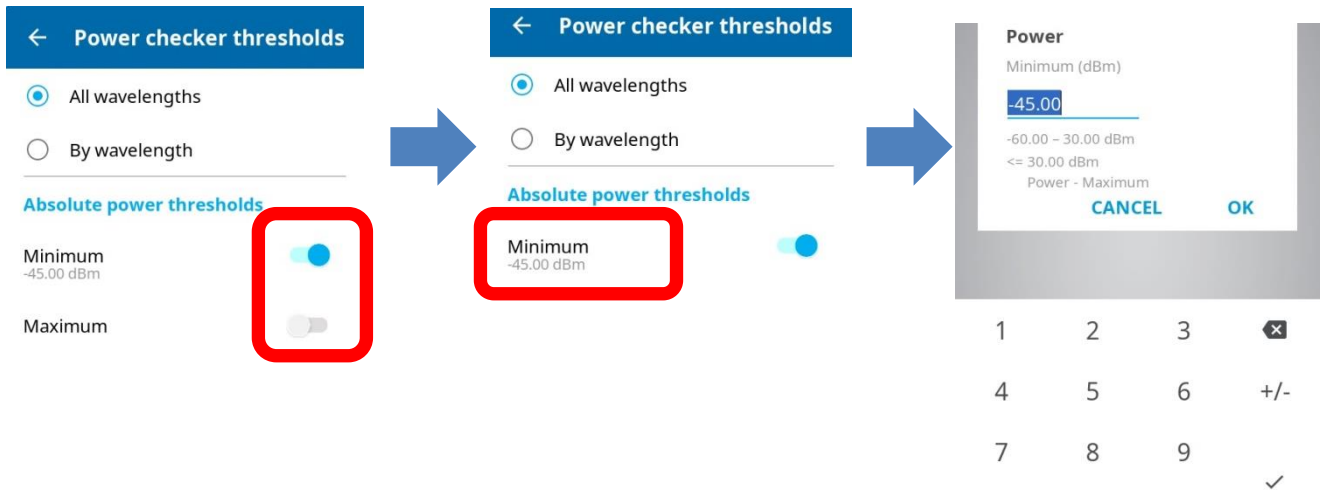 ← Power checker thresholds
All wavelengths
By wavelength
Absolute power thresholds
Minimum
-45.00 dBm
Maximum
← Power checker thresholds
All wavelengths
By wavelength
Absolute power thresholds
Minimum
-45.00 dBm
Power
Minimum (dBm)
-45.00
-60.00 – 30.00 dBm
<= 30.00 dBm
Power - Maximum
CANCEL OK
1 2 3
4 5 6 +/-
7 8 9